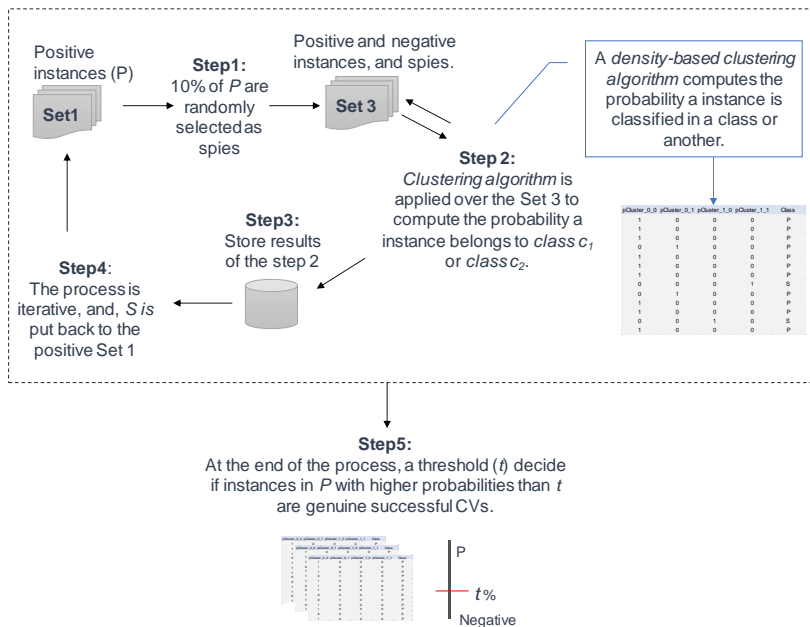 Positive
instances (P)
Set1
Step1:
10% of P are
randomly
selected as
spies
Positive and negative
instances, and spies.
Set 3
A density-based clustering
algorithm computes the
probability a instance is
classified in a class or
another.
Step 2:
Clustering algorithm is
applied over the Set 3 to
compute the probability a
instance belongs to class c1
or class c2.
Step3:
Store results
of the step 2
Step4:
The process is
iterative, and, S is
put back to the
positive Set 1
pCluster_0_0 pCluster_0_1 pCluster_1_0 pCluster_1_1 Class
1 0 0 0 P
1 0 0 0 P
1 0 0 0 P
0 1 0 0 P
1 0 0 0 P
1 0 0 0 P
1 0 0 0 P
0 0 0 1 S
0 1 0 0 P
1 0 0 0 P
1 0 0 0 P
0 0 1 0 S
1 0 0 0 P
Step5:
At the end of the process, a threshold (t) decide
if instances in P with higher probabilities than t
are genuine successful CVs.
P
t%
Negative